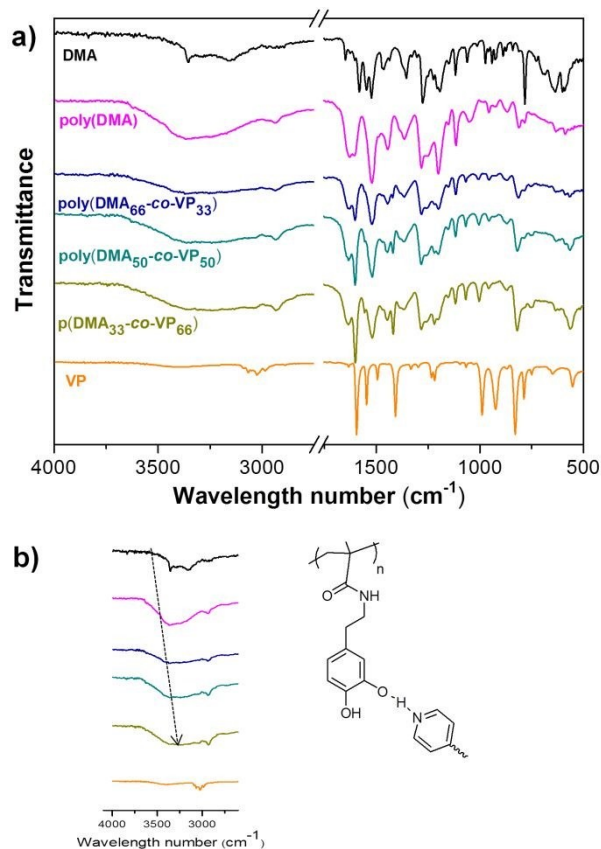 a)
DMA
poly(DMA)
poly(DMA66-co-VP33)
poly(DMA50-co-VP50)
p(DMA33-co-VP66)
VP
Transmittance
4000 3500 3000 1500 1000 500
Wavelength number (cm-1)
b)
4000 3500 3000
Wavelength number (cm-1)
n
O
NH
O
H
N
OH